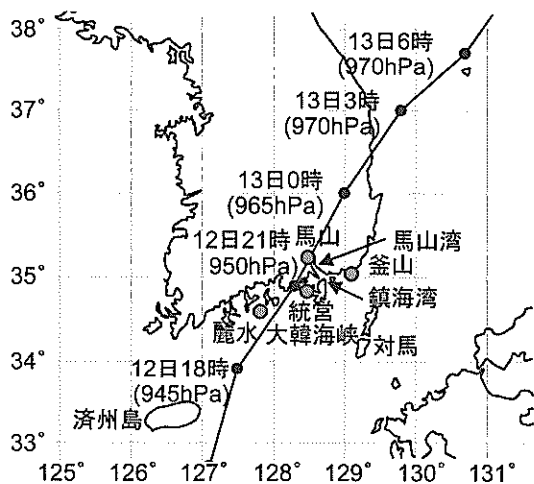 38°
13日6時
(970hPa)
37°
13日3時
(970hPa)
36°
13日0時
(965hPa)
馬山
12日21時
950hPa)
馬山湾
釜山
35°
鎮海湾
統営
麗水 大韓海峡 対馬
34°
12日18時
(945hPa)
済州島
33°
125° 126° 127° 128° 129° 130° 131°